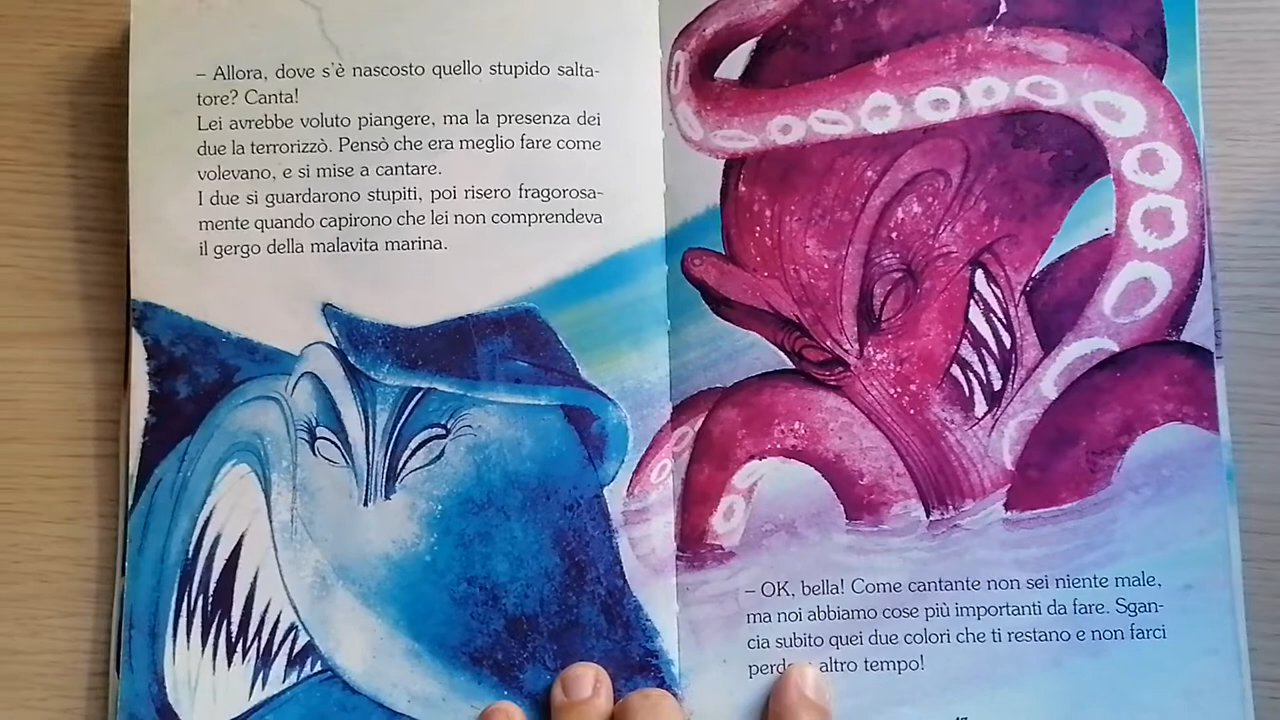 – Allora, dove s'è nascosto quello stupido salta-
tore? Canta!
Lei avrebbe voluto piangere, ma la presenza dei
due la terrorizzò. Pensò che era meglio fare come
volevano, e si mise a cantare.
I due si guardarono stupiti, poi risero fragorosa-
mente quando capirono che lei non comprendeva
il gergo della malavita marina.
– OK, bella! Come cantante non sei niente male,
ma noi abbiamo cose più importanti da fare. Sgan-
cia subito quei due colori che ti restano e non farci
altro tempo!